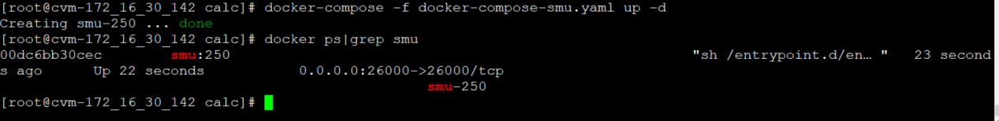 [root@cvm-172_16_30_142 calc]# docker-compose -f docker-compose-smu.yaml up -d
Creating smu-250 ... done
[root@cvm-172_16_30_142 calc]# docker ps|grep smu
00dc6bb30cec        smu:250                                                          "sh /entrypoint.d/en… "   23 second
s ago      Up 22 seconds            0.0.0.0:26000->26000/tcp
                                                     smu-250
[root@cvm-172_16_30_142 calc]#